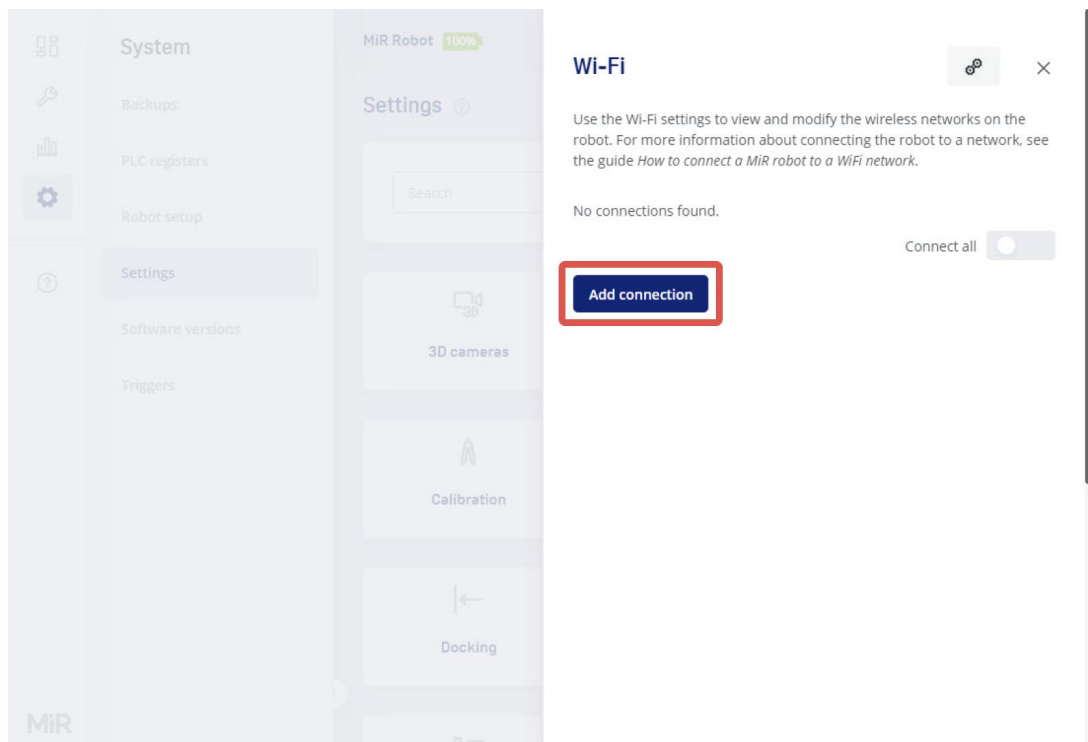 System
Backups
PLC registers
Robot setup
Settings
Software versions
Triggers
MiR
MiR Robot 100%
Settings
Search
3D
3D cameras
Calibration
Docking
Wi-Fi
Use the Wi-Fi settings to view and modify the wireless networks on the
robot. For more information about connecting the robot to a network, see
the guide How to connect a MiR robot to a WiFi network.
No connections found.
Connect all
Add connection